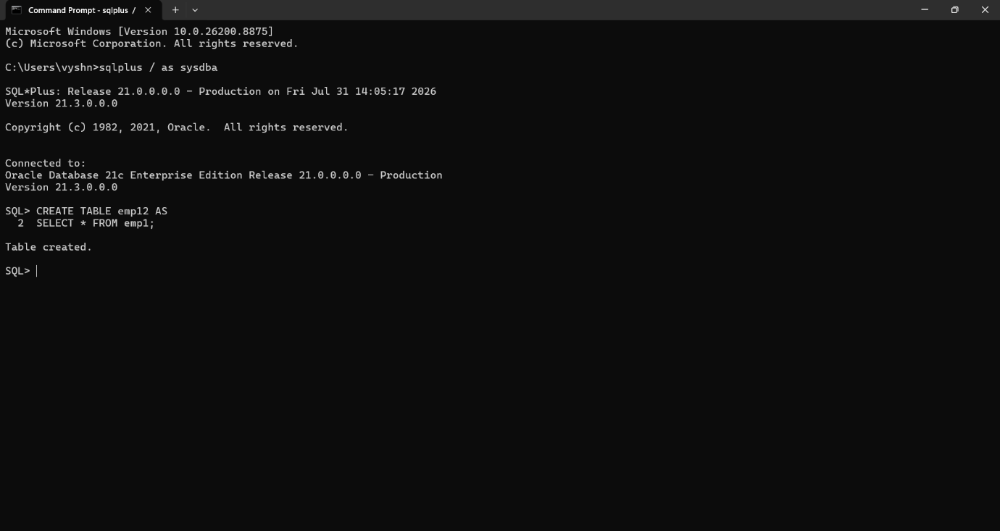 Command Prompt - sqlplus /
Microsoft Windows [Version 10.0.26200.8875]
(c) Microsoft Corporation. All rights reserved.
C:\Users\vyshn>sqlplus / as sysdba
SQL*Plus: Release 21.0.0.0.0 - Production on Fri Jul 31 14:05:17 2026
Version 21.3.0.0.0
Copyright (c) 1982, 2021, Oracle.  All rights reserved.
Connected to:
Oracle Database 21c Enterprise Edition Release 21.0.0.0.0 - Production
Version 21.3.0.0.0
SQL> CREATE TABLE emp12 AS
  2  SELECT * FROM emp1;
Table created.
SQL>